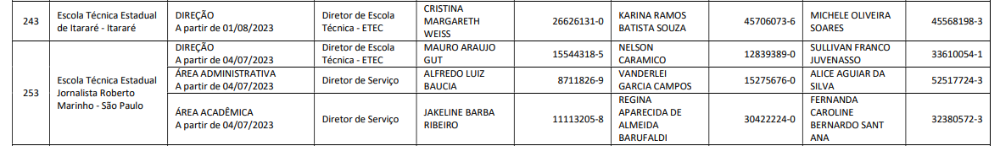 243
Escola Técnica Estadual
de Itararé - Itararé
DIREÇÃO
A partir de 01/08/2023
Diretor de Escola
Técnica - ETEC
CRISTINA
MARGARETH
WEISS
26626131-0
KARINA RAMOS
BATISTA SOUZA
45706073-6
MICHELE OLIVEIRA
SOARES
45568198-3
253
Escola Técnica Estadual
Jornalista Roberto
Marinho - São Paulo
DIREÇÃO
A partir de 04/07/2023
Diretor de Escola
Técnica - ETEC
MAURO ARAUJO
GUT
15544318-5
NELSON
CARAMICO
12839389-0
SULLIVAN FRANCO
JUVENASSO
33610054-1
ÁREA ADMINISTRATIVA
A partir de 04/07/2023
Diretor de Serviço
ALFREDO LUIZ
BAUCIA
8711826-9
VANDERLEI
GARCIA CAMPOS
15275676-0
ALICE AGUIAR DA
SILVA
52517724-3
ÁREA ACADÊMICA
A partir de 04/07/2023
Diretor de Serviço
JAKELINE BARBA
RIBEIRO
11113205-8
REGINA
APARECIDA DE
ALMEIDA
BARUFALDI
30422224-0
FERNANDA
CAROLINE
BERNARDO SANT
ANA
32380572-3